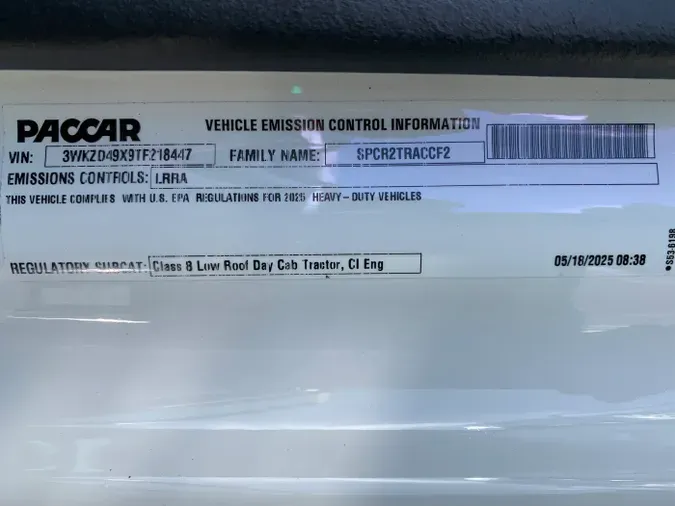 PACCAR
VEHICLE EMISSION CONTROL INFORMATION
VIN: 3WKZD49X9TF218447 FAMILY NAME: SPCR2TRACCF2
EMISSIONS CONTROLS: LRRA
THIS VEHICLE COMPLIES WITH U.S. EPA REGULATIONS FOR 2025 HEAVY-DUTY VEHICLES
REGULATORY SUBCAT: Class 8 Low Roof Day Cab Tractor, CI Eng
05/18/2025 08:38
●S53-6198